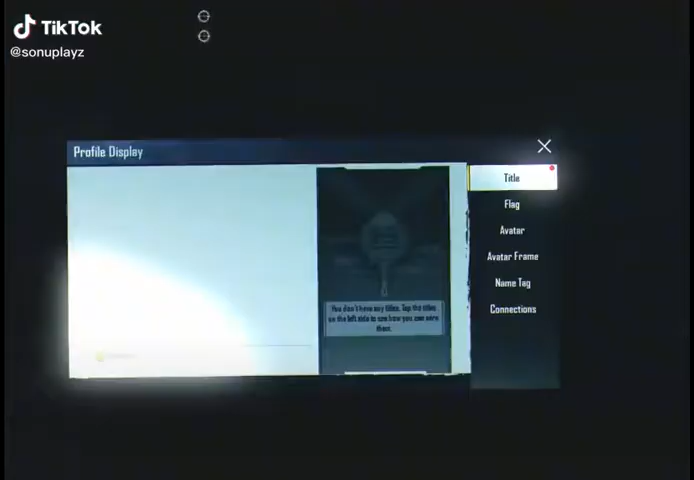 TikTok
@sonuplayz
Profile Display
Title
Flag
Avatar
Avatar Frame
Name Tag
Connections
You don't have any titles. Tap the titles
on the left side to see how you can earn
them.